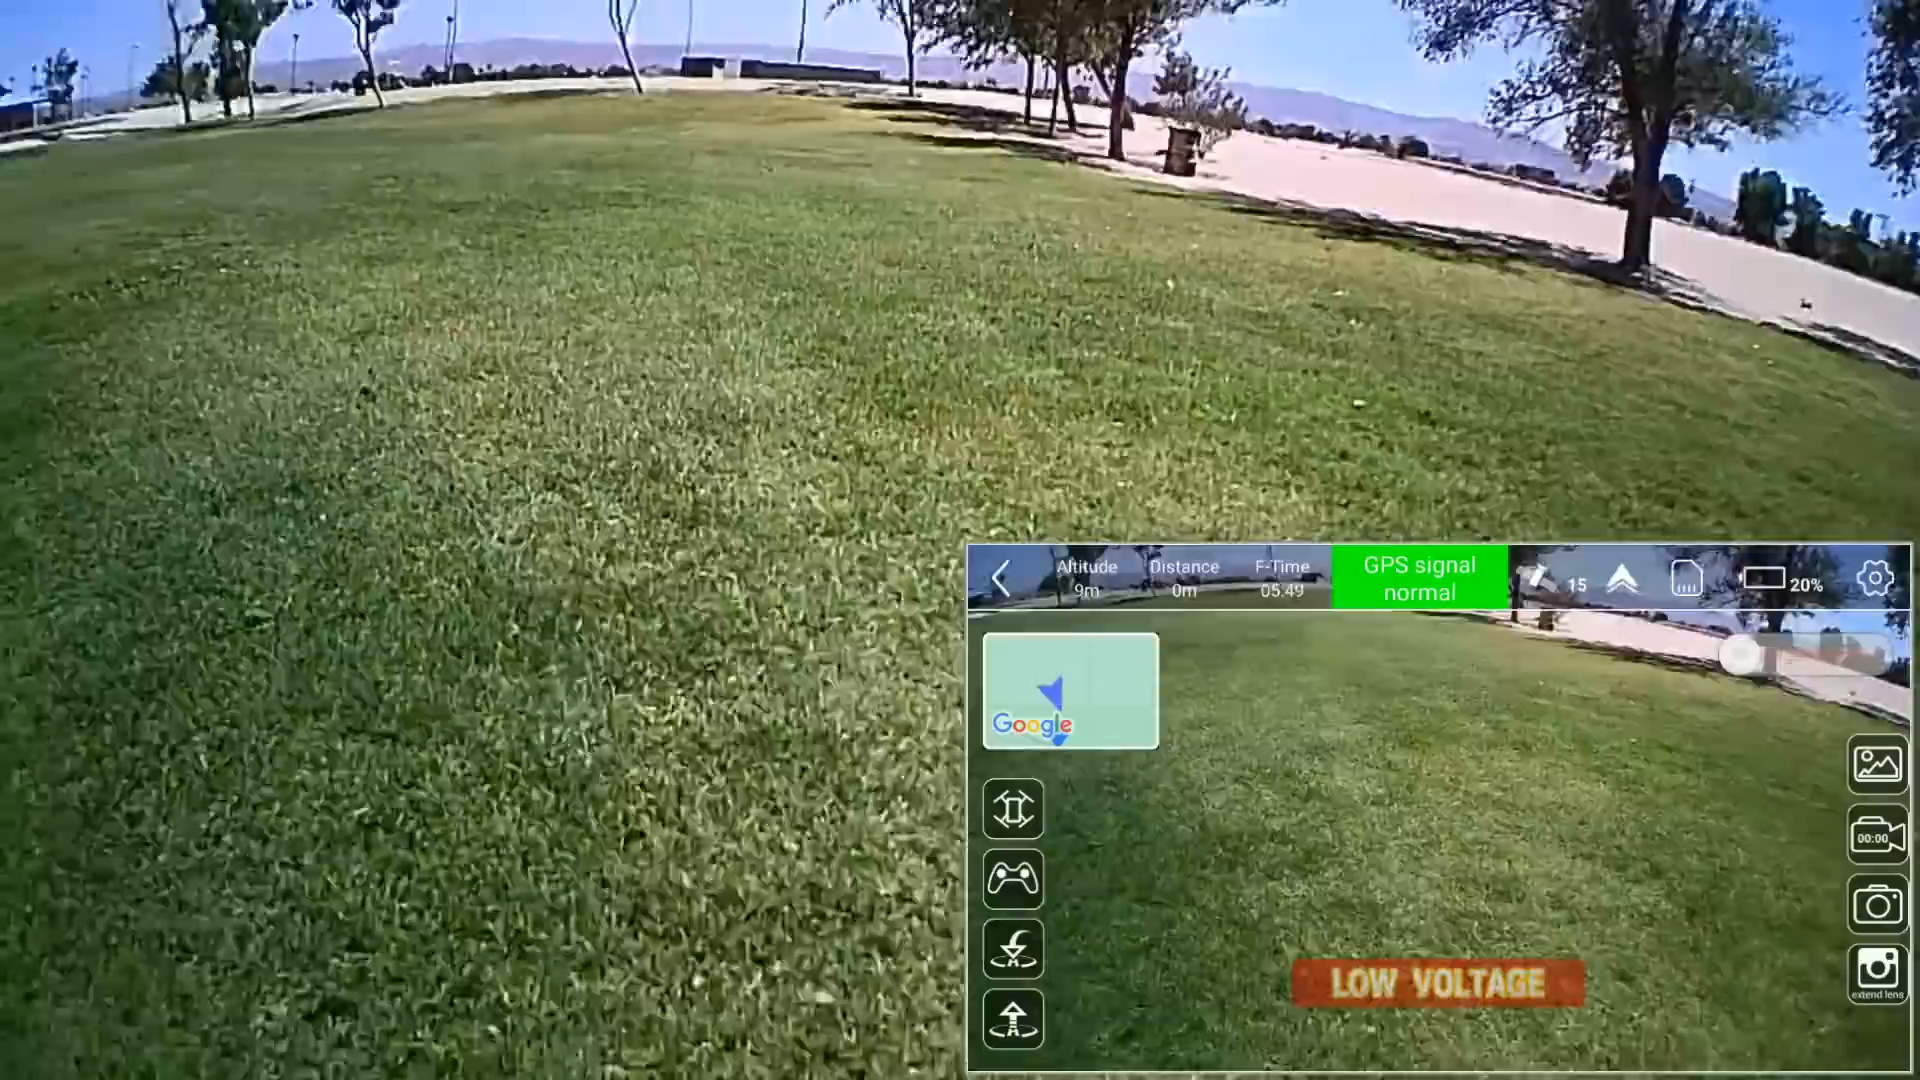 Altitude Distance F-Time
9m 0m 05:49
GPS signal
normal
15
20%
Google
00:00
extend lens
LOW VOLTAGE